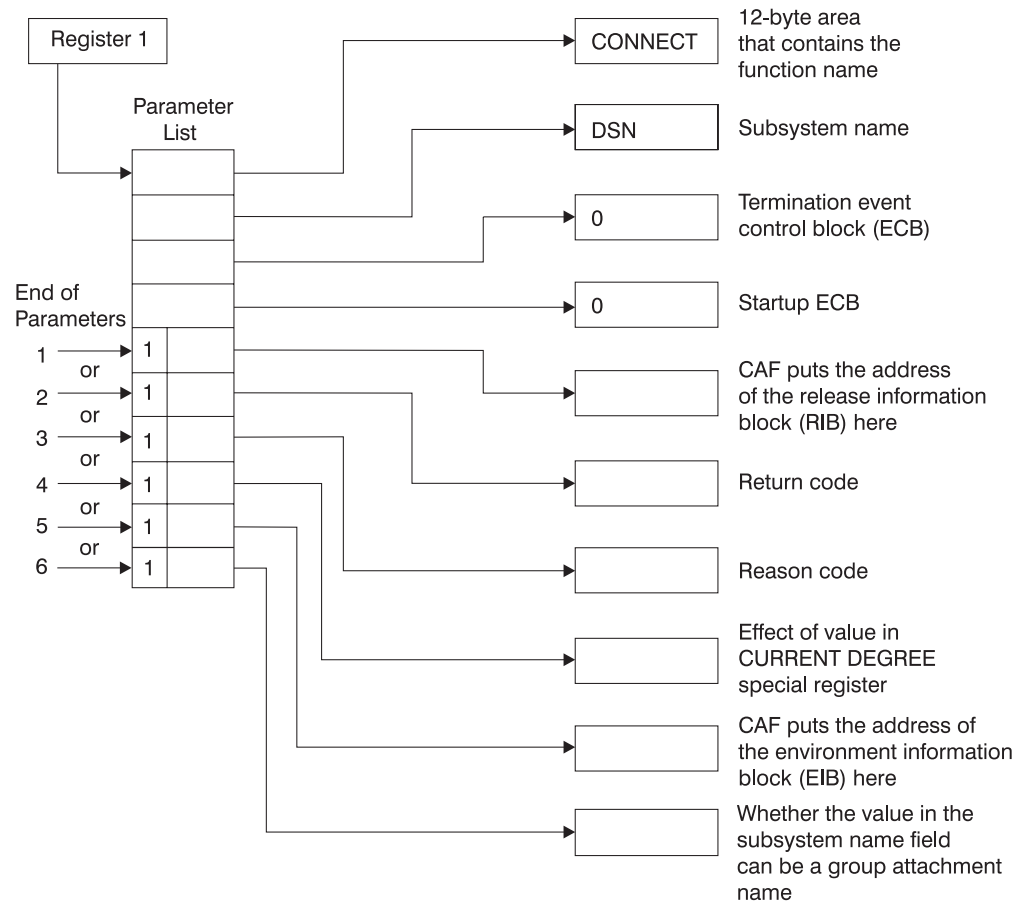 Register 1
CONNECT
12-byte area
that contains the
function name
Parameter
List
DSN
Subsystem name
0
Termination event
control block (ECB)
0
Startup ECB
End of
Parameters
1
1
or
2
1
or
3
1
or
4
1
or
5
1
or
6
1
CAF puts the address
of the release information
block (RIB) here
Return code
Reason code
Effect of value in
CURRENT DEGREE
special register
CAF puts the address of
the environment information
block (EIB) here
Whether the value in the
subsystem name field
can be a group attachment
name